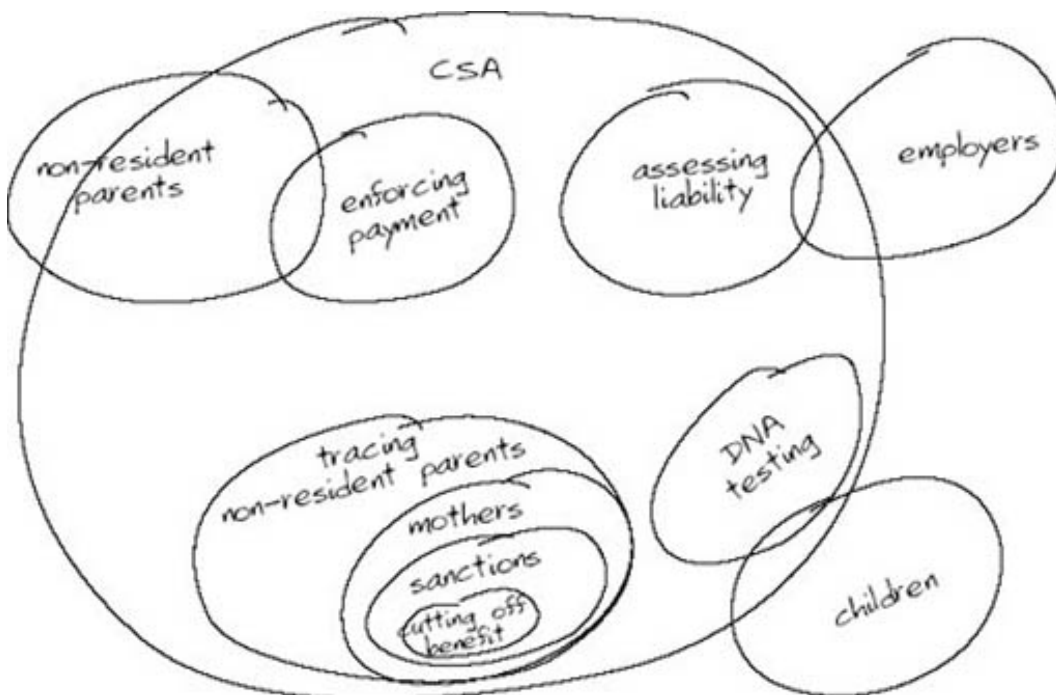 CSA
non-resident
parents
enforcing
payment
assessing
liability
employers
tracing
non-resident parents
mothers
sanctions
cutting off
benefit
DNA
testing
children